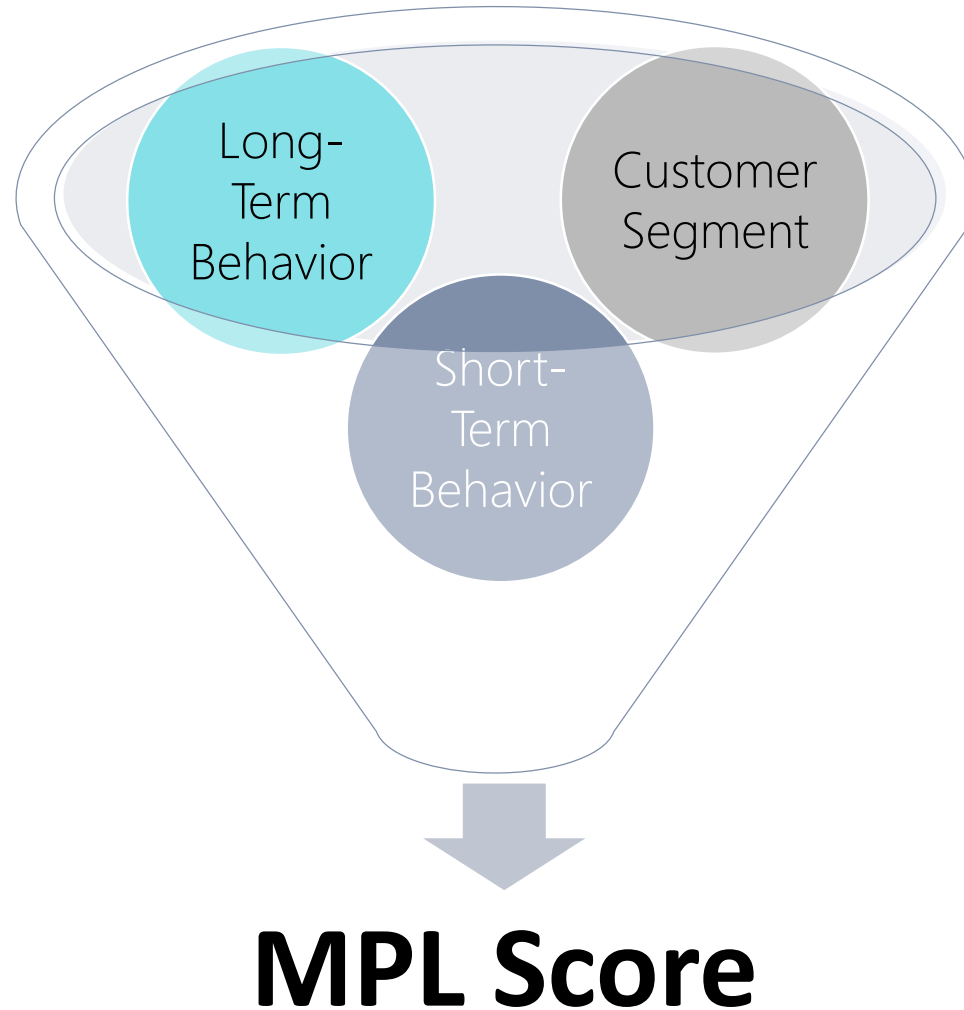 Long-
Term
Behavior
Customer
Segment
Short-
Term
Behavior
MPL Score